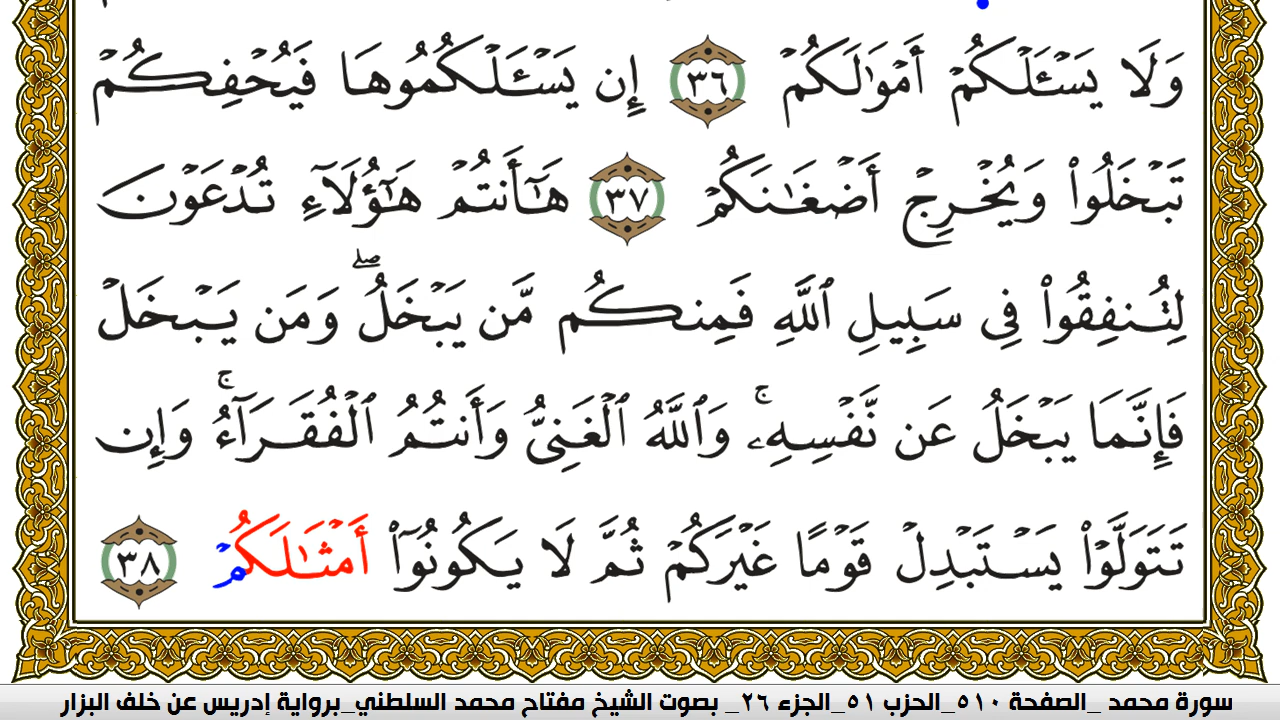 وَلَا يَسْـَٔلْكُمْ أَمْوَٰلَكُمْ ٣٦ إِن يَسْـَٔلْكُمُوهَا فَيُحْفِكُمْ
تَبْخَلُوا۟ وَيُخْرِجْ أَضْغَـٰنَكُمْ ٣٧ هَـٰٓأَنتُمْ هَـٰٓؤُلَآءِ تُدْعَوْنَ
لِتُنفِقُوا۟ فِى سَبِيلِ ٱللَّهِ فَمِنكُم مَّن يَبْخَلُ ۖ وَمَن يَبْخَلْ
فَإِنَّمَا يَبْخَلُ عَن نَّفْسِهِۦ ۚ وَٱللَّهُ ٱلْغَنِىُّ وَأَنتُمُ ٱلْفُقَرَآءُ ۚ وَإِن
تَتَوَلَّوْا۟ يَسْتَبْدِلْ قَوْمًا غَيْرَكُمْ ثُمَّ لَا يَكُونُوٓا۟ أَمْثَـٰلَكُم ٣٨
سورة محمد _الصفحة ٥١٠_الحزب ٥١_الجزء ٢٦_ بصوت الشيخ مفتاح محمد السلطني_برواية إدريس عن خلف البزار